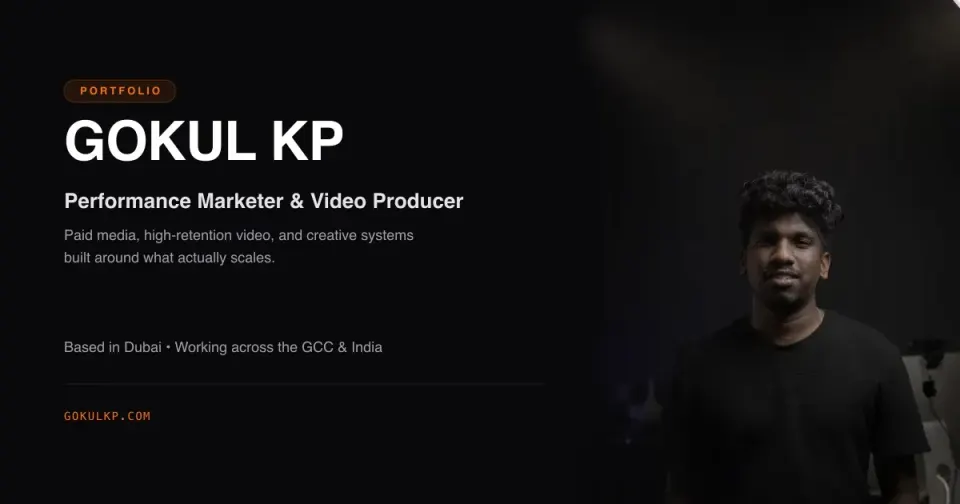 PORTFOLIO
GOKUL KP
Performance Marketer & Video Producer
Paid media, high-retention video, and creative systems
built around what actually scales.
Based in Dubai • Working across the GCC & India
GOKULKP.COM